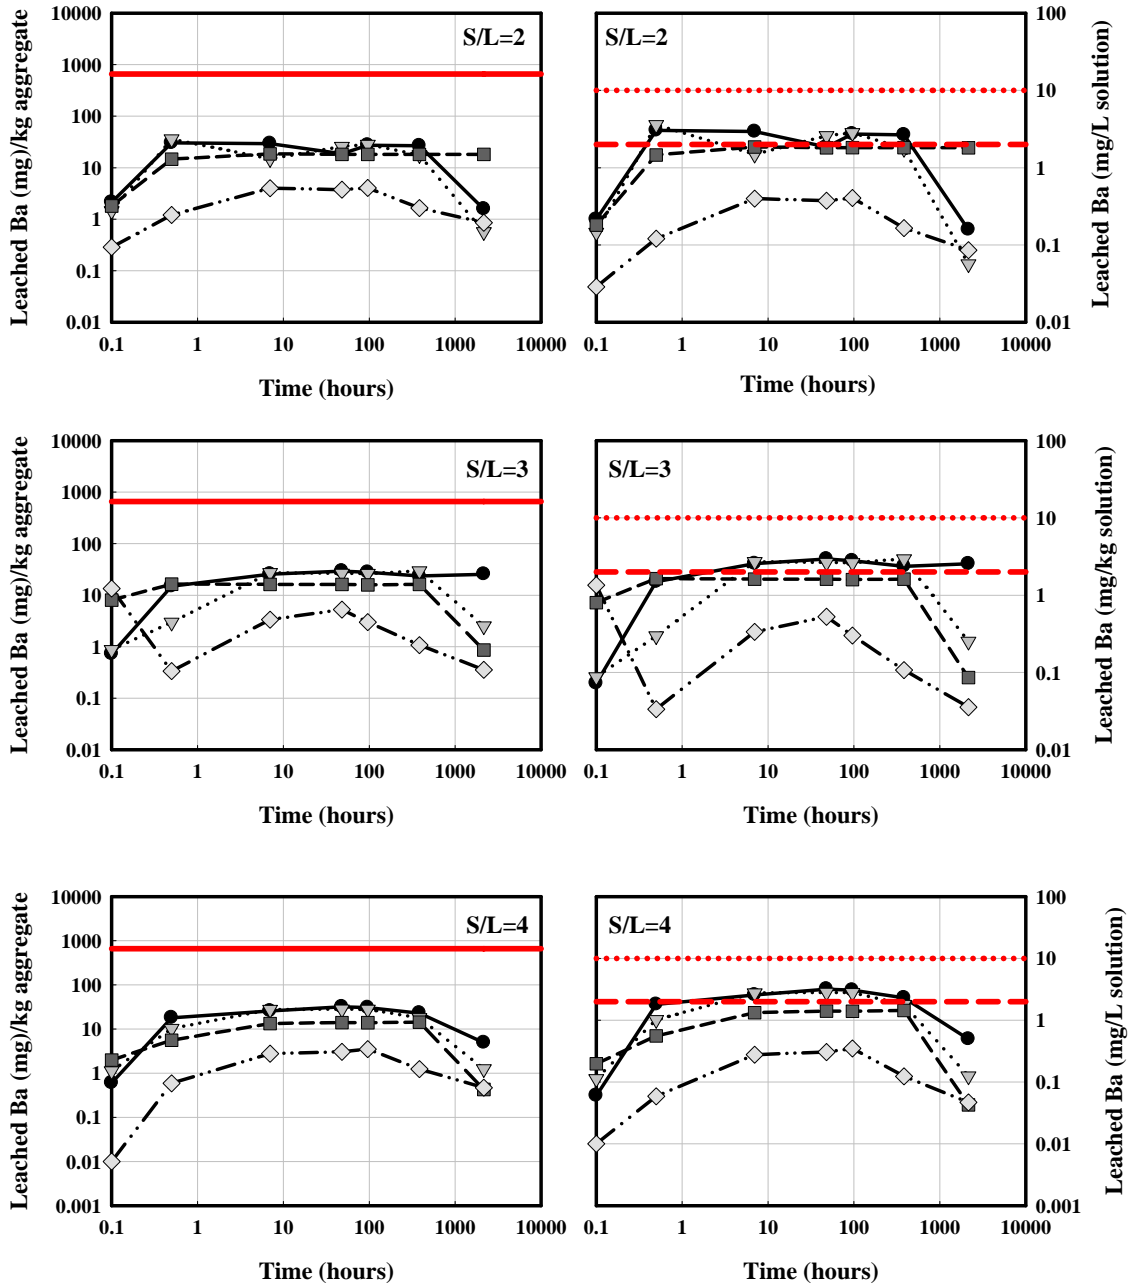 S/L=2
10000
1000
100
10
1
0.1
0.01
0.1 1 10 100 1000 10000
Time (hours)
Leached Ba (mg)/kg aggregate
S/L=2
100
10
1
0.1
0.01
0.1 1 10 100 1000 10000
Time (hours)
Leached Ba (mg/L solution)
S/L=3
10000
1000
100
10
1
0.1
0.01
0.1 1 10 100 1000 10000
Time (hours)
Leached Ba (mg)/kg aggregate
S/L=3
100
10
1
0.1
0.01
0.1 1 10 100 1000 10000
Time (hours)
Leached Ba (mg/kg solution)
S/L=4
10000
1000
100
10
1
0.1
0.01
0.001
0.1 1 10 100 1000 10000
Time (hours)
Leached Ba (mg)/kg aggregate
S/L=4
100
10
1
0.1
0.01
0.001
0.1 1 10 100 1000 10000
Time (hours)
Leached Ba (mg/L solution)